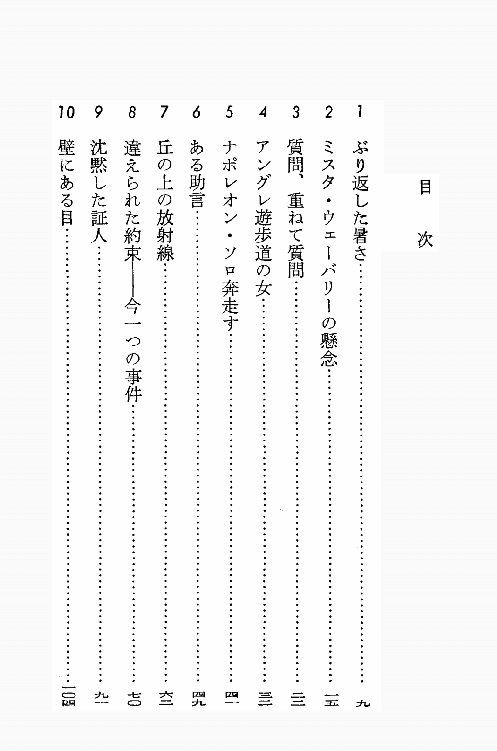 目次
1 ぶり返した暑さ……九
2 ミスタ・ウェーバリーの懸念……一五
3 質問、重ねて質問……二三
4 アングレ遊歩道の女……三二
5 ナポレオン・ソロ奔走す……四一
6 ある助言……四九
7 丘の上の放射線……六二
8 違えられた約束――今一つの事件……七〇
9 沈黙した証人……九一
10 壁にある目……一〇四